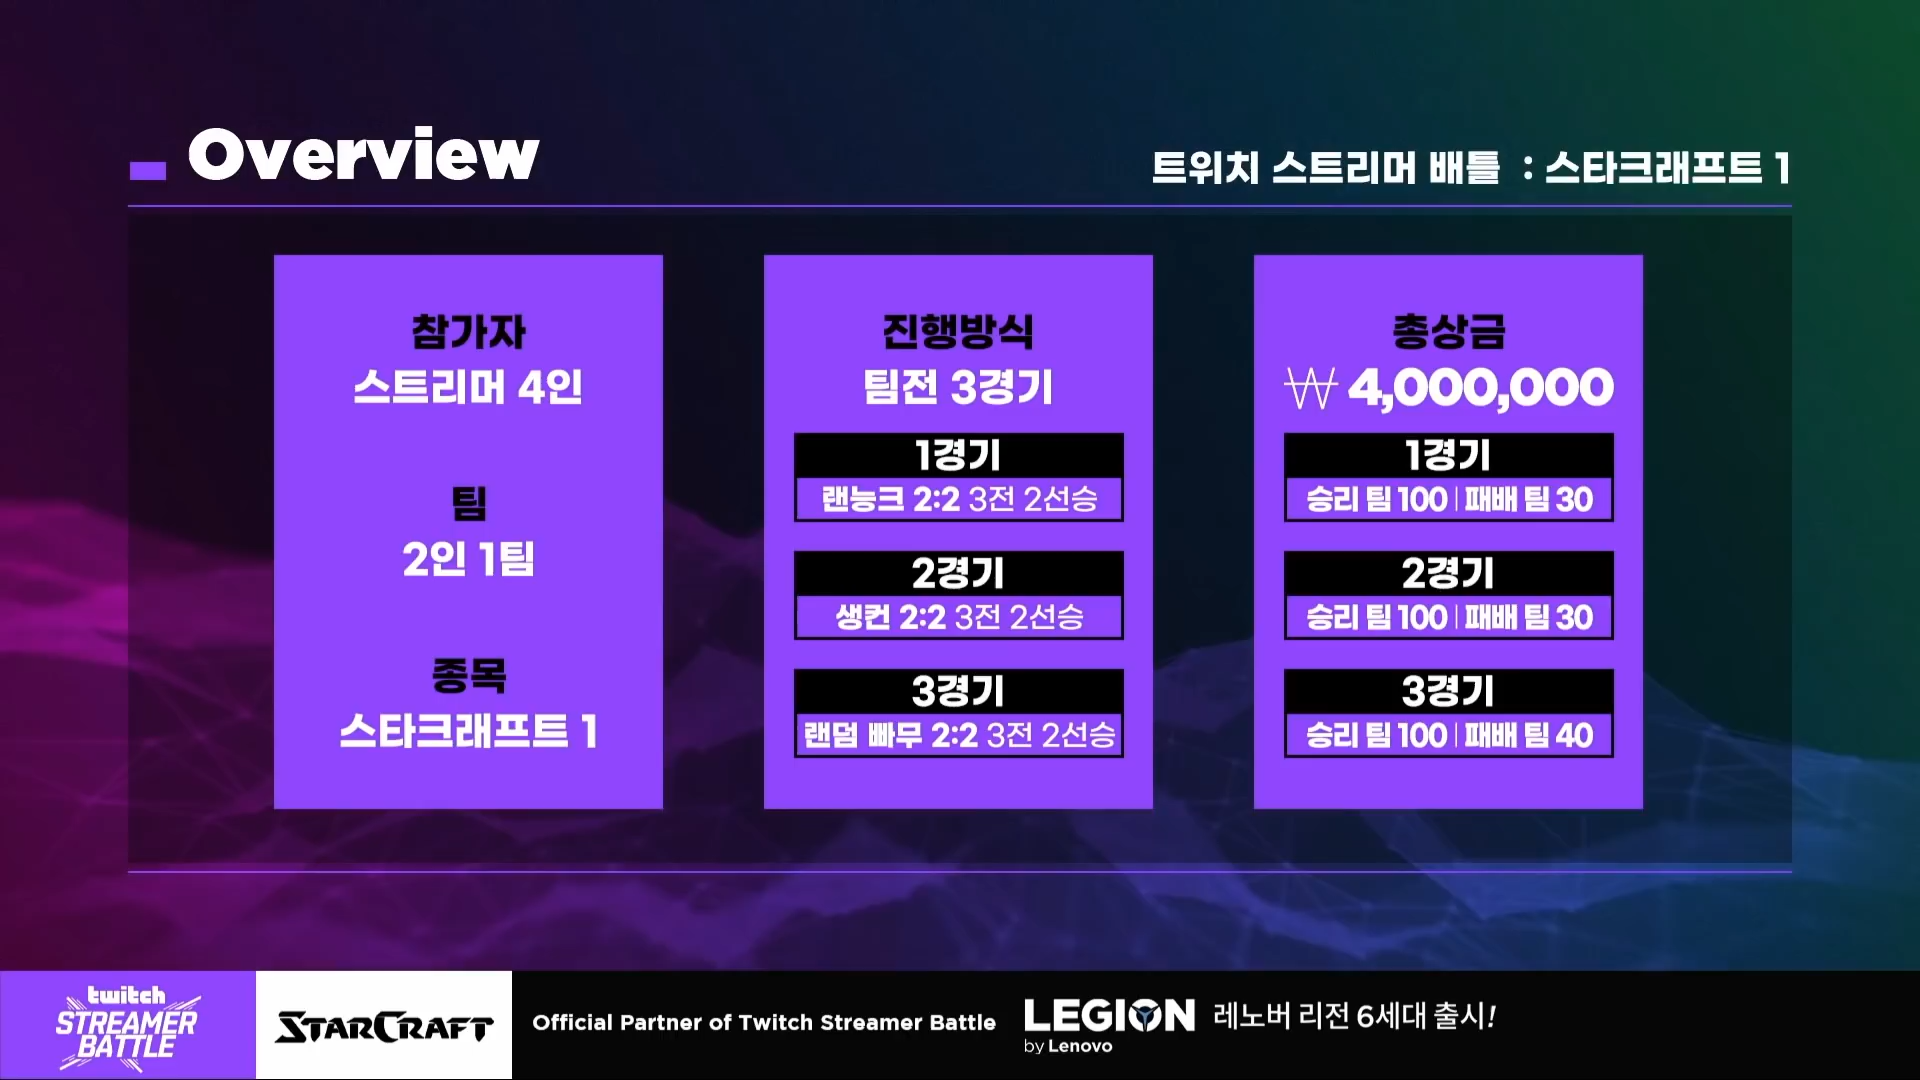 Overview
트위치 스트리머 배틀 : 스타크래프트 1
참가자
스트리머 4인
팀
2인 1팀
종목
스타크래프트 1
진행방식
팀전 3경기
1경기
랜능크 2:2 3전 2선승
2경기
생컨 2:2 3전 2선승
3경기
랜덤 빠무 2:2 3전 2선승
총상금
₩ 4,000,000
1경기
승리 팀 100 | 패배 팀 30
2경기
승리 팀 100 | 패배 팀 30
3경기
승리 팀 100 | 패배 팀 40
twitch
STREAMER
BATTLE
STARCRAFT
Official Partner of Twitch Streamer Battle
LEGION
by Lenovo
레노버 리전 6세대 출시!